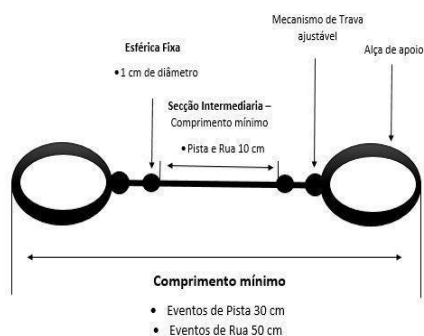 Mecanismo de Trava
ajustável
Esférica Fixa
•1 cm de diâmetro
Alça de apoio
Secção Intermediaria –
Comprimento mínimo
•Pista e Rua 10 cm
Comprimento mínimo
• Eventos de Pista 30 cm
• Eventos de Rua 50 cm